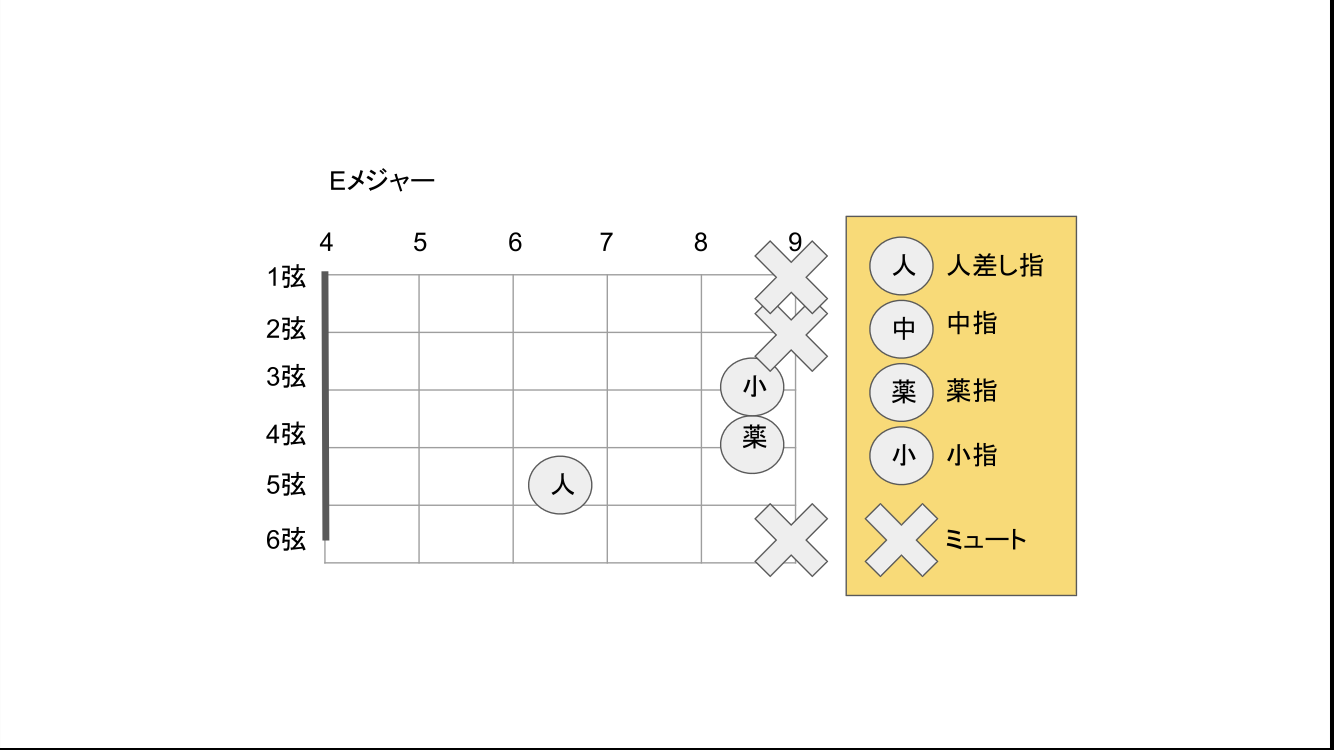 Eメジャー
4 5 6 7 8 9
1弦
2弦
3弦
小
4弦
薬
5弦
人
6弦
人 人差し指
中 中指
薬 薬指
小 小指
ミュート